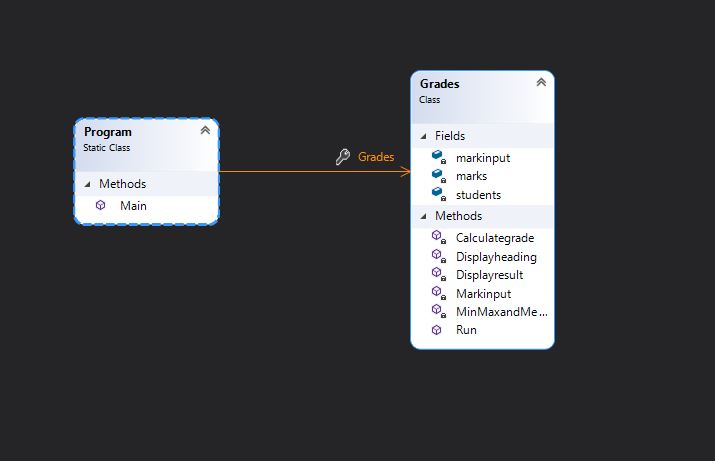 Program
Static Class
Methods
Main
Grades
Grades
Class
Fields
markinput
marks
students
Methods
Calculategrade
Displayheading
Displayresult
Markinput
MinMaxandMe...
Run